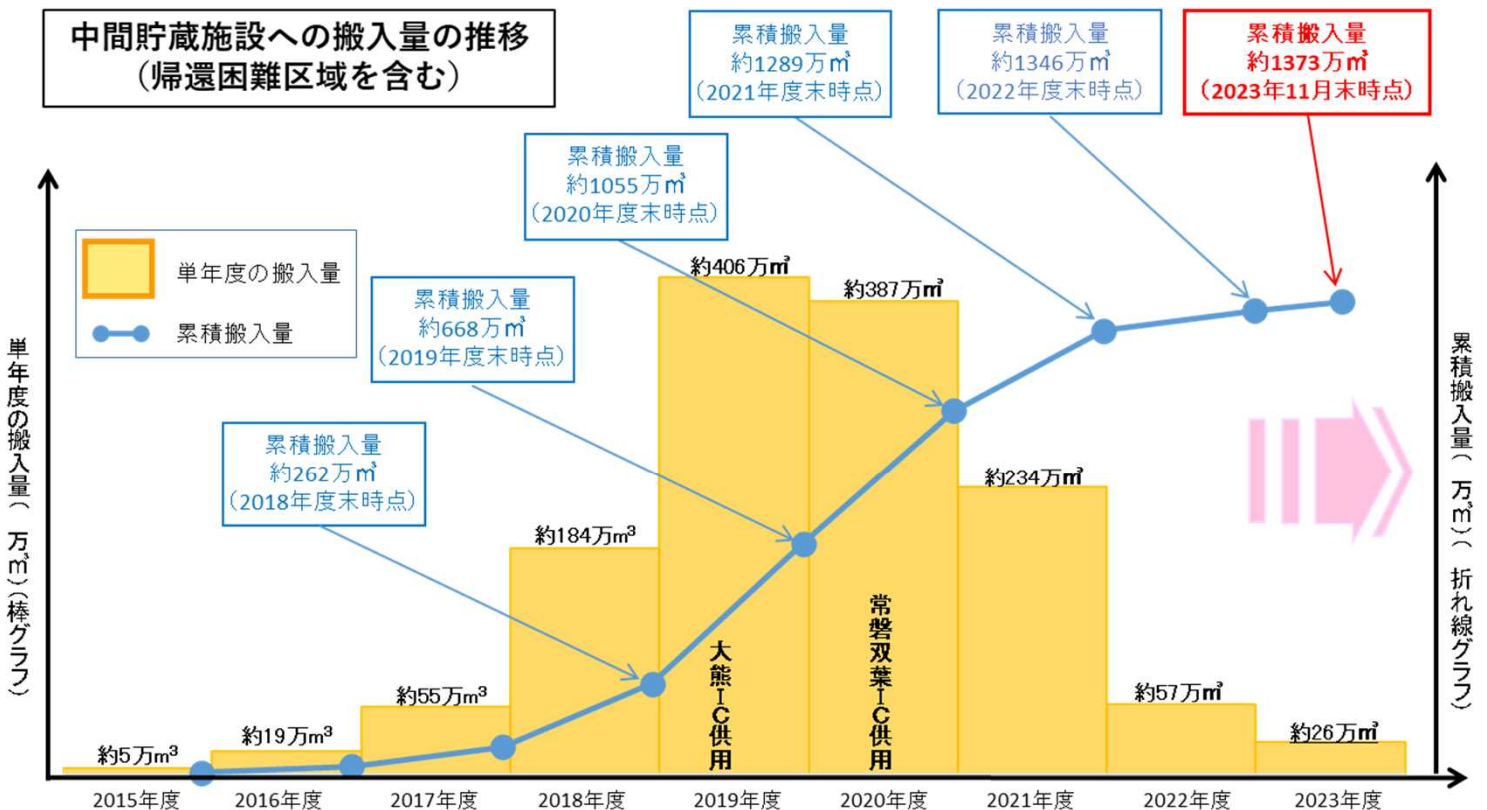 中間貯蔵施設への搬入量の推移
(帰還困難区域を含む)
累積搬入量
約1289万㎥
(2021年度末時点)
累積搬入量
約1346万㎥
(2022年度末時点)
累積搬入量
約1373万㎥
(2023年11月末時点)
累積搬入量
約1055万㎥
(2020年度末時点)
単年度の搬入量
累積搬入量
累積搬入量
約668万㎥
(2019年度末時点)
累積搬入量
約262万㎥
(2018年度末時点)
単年度の搬入量(万㎥)(棒グラフ)
累積搬入量(万㎥)(折れ線グラフ)
約5万m³
約19万m³
約55万m³
約184万m³
約406万㎥
約387万㎥
約234万㎥
約57万㎥
約26万㎥
大熊IC供用
常磐双葉IC供用
2015年度
2016年度
2017年度
2018年度
2019年度
2020年度
2021年度
2022年度
2023年度